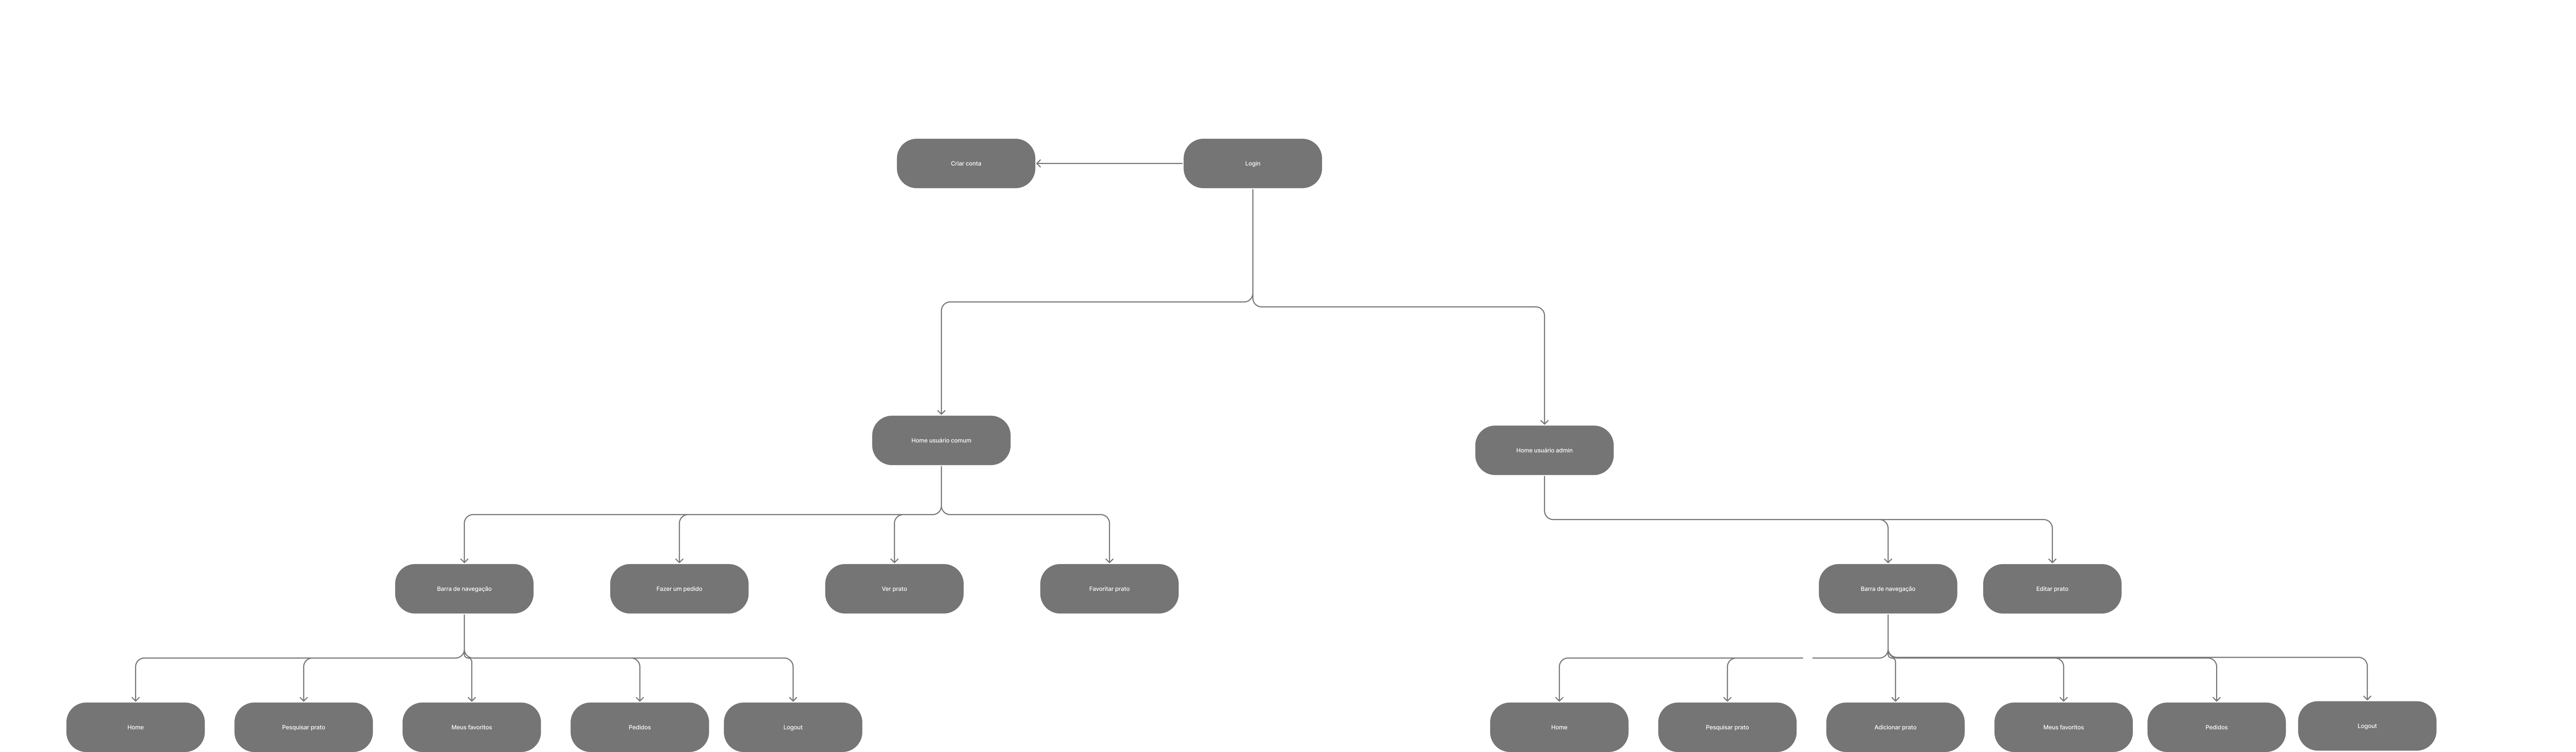 Criar conta
Login
Home usuário comum
Home usuário admin
Barra de navegação
Fazer um pedido
Ver prato
Favoritar prato
Barra de navegação
Editar prato
Home
Pesquisar prato
Meus favoritos
Pedidos
Logout
Home
Pesquisar prato
Adicionar prato
Meus favoritos
Pedidos
Logout